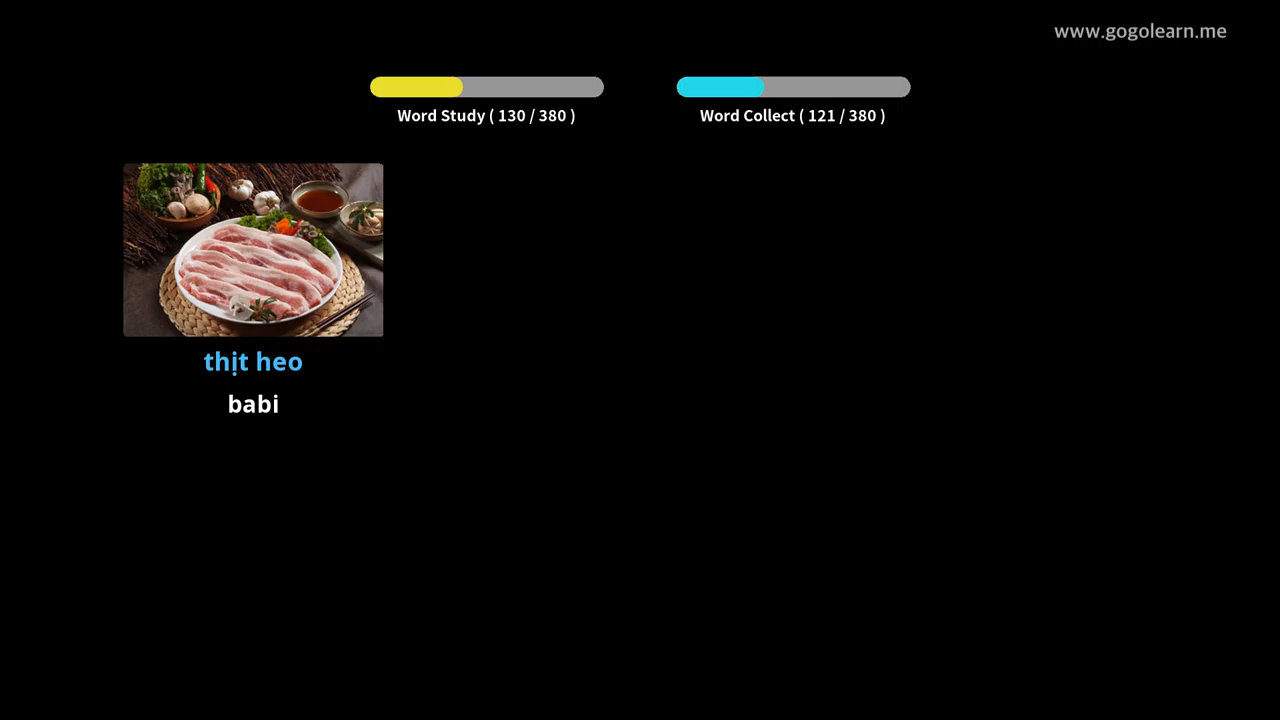 www.gogolearn.me
Word Study ( 130 / 380 )
Word Collect ( 121 / 380 )
thịt heo
babi